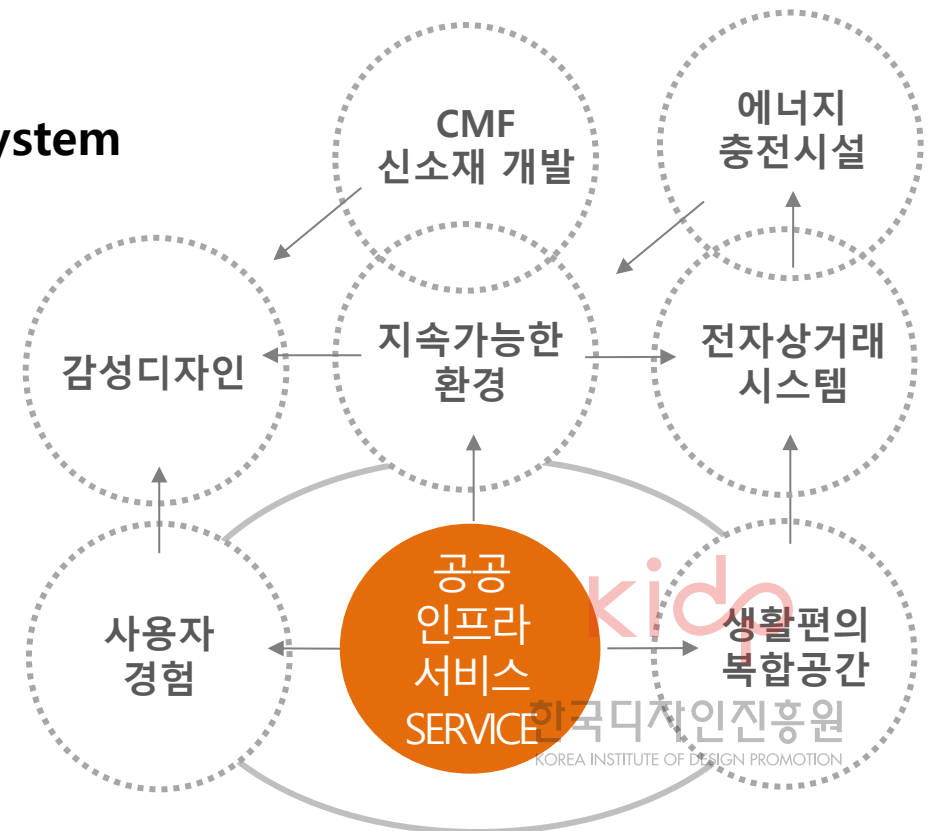 ystem
CMF
신소재 개발
에너지
충전시설
감성디자인
지속가능한
환경
전자상거래
시스템
사용자
경험
공공
인프라
서비스
SERVICE
생활편의
복합공간
kidp
한국디자인진흥원
KOREA INSTITUTE OF DESIGN PROMOTION